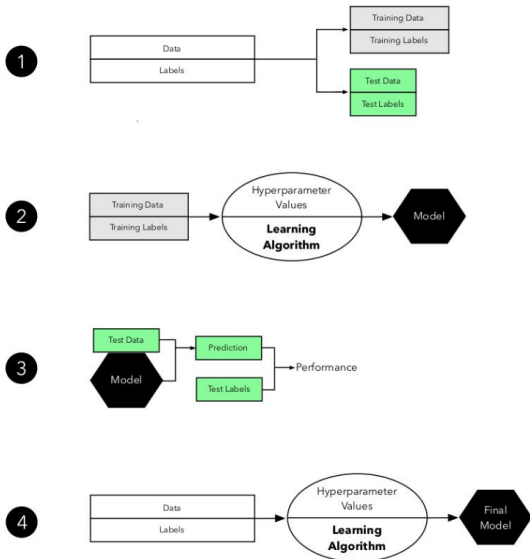 1
Data
Labels
Training Data
Training Labels
Test Data
Test Labels
2
Training Data
Training Labels
Hyperparameter
Values
Learning
Algorithm
Model
3
Test Data
Model
Prediction
Test Labels
Performance
4
Data
Labels
Hyperparameter
Values
Learning
Algorithm
Final
Model